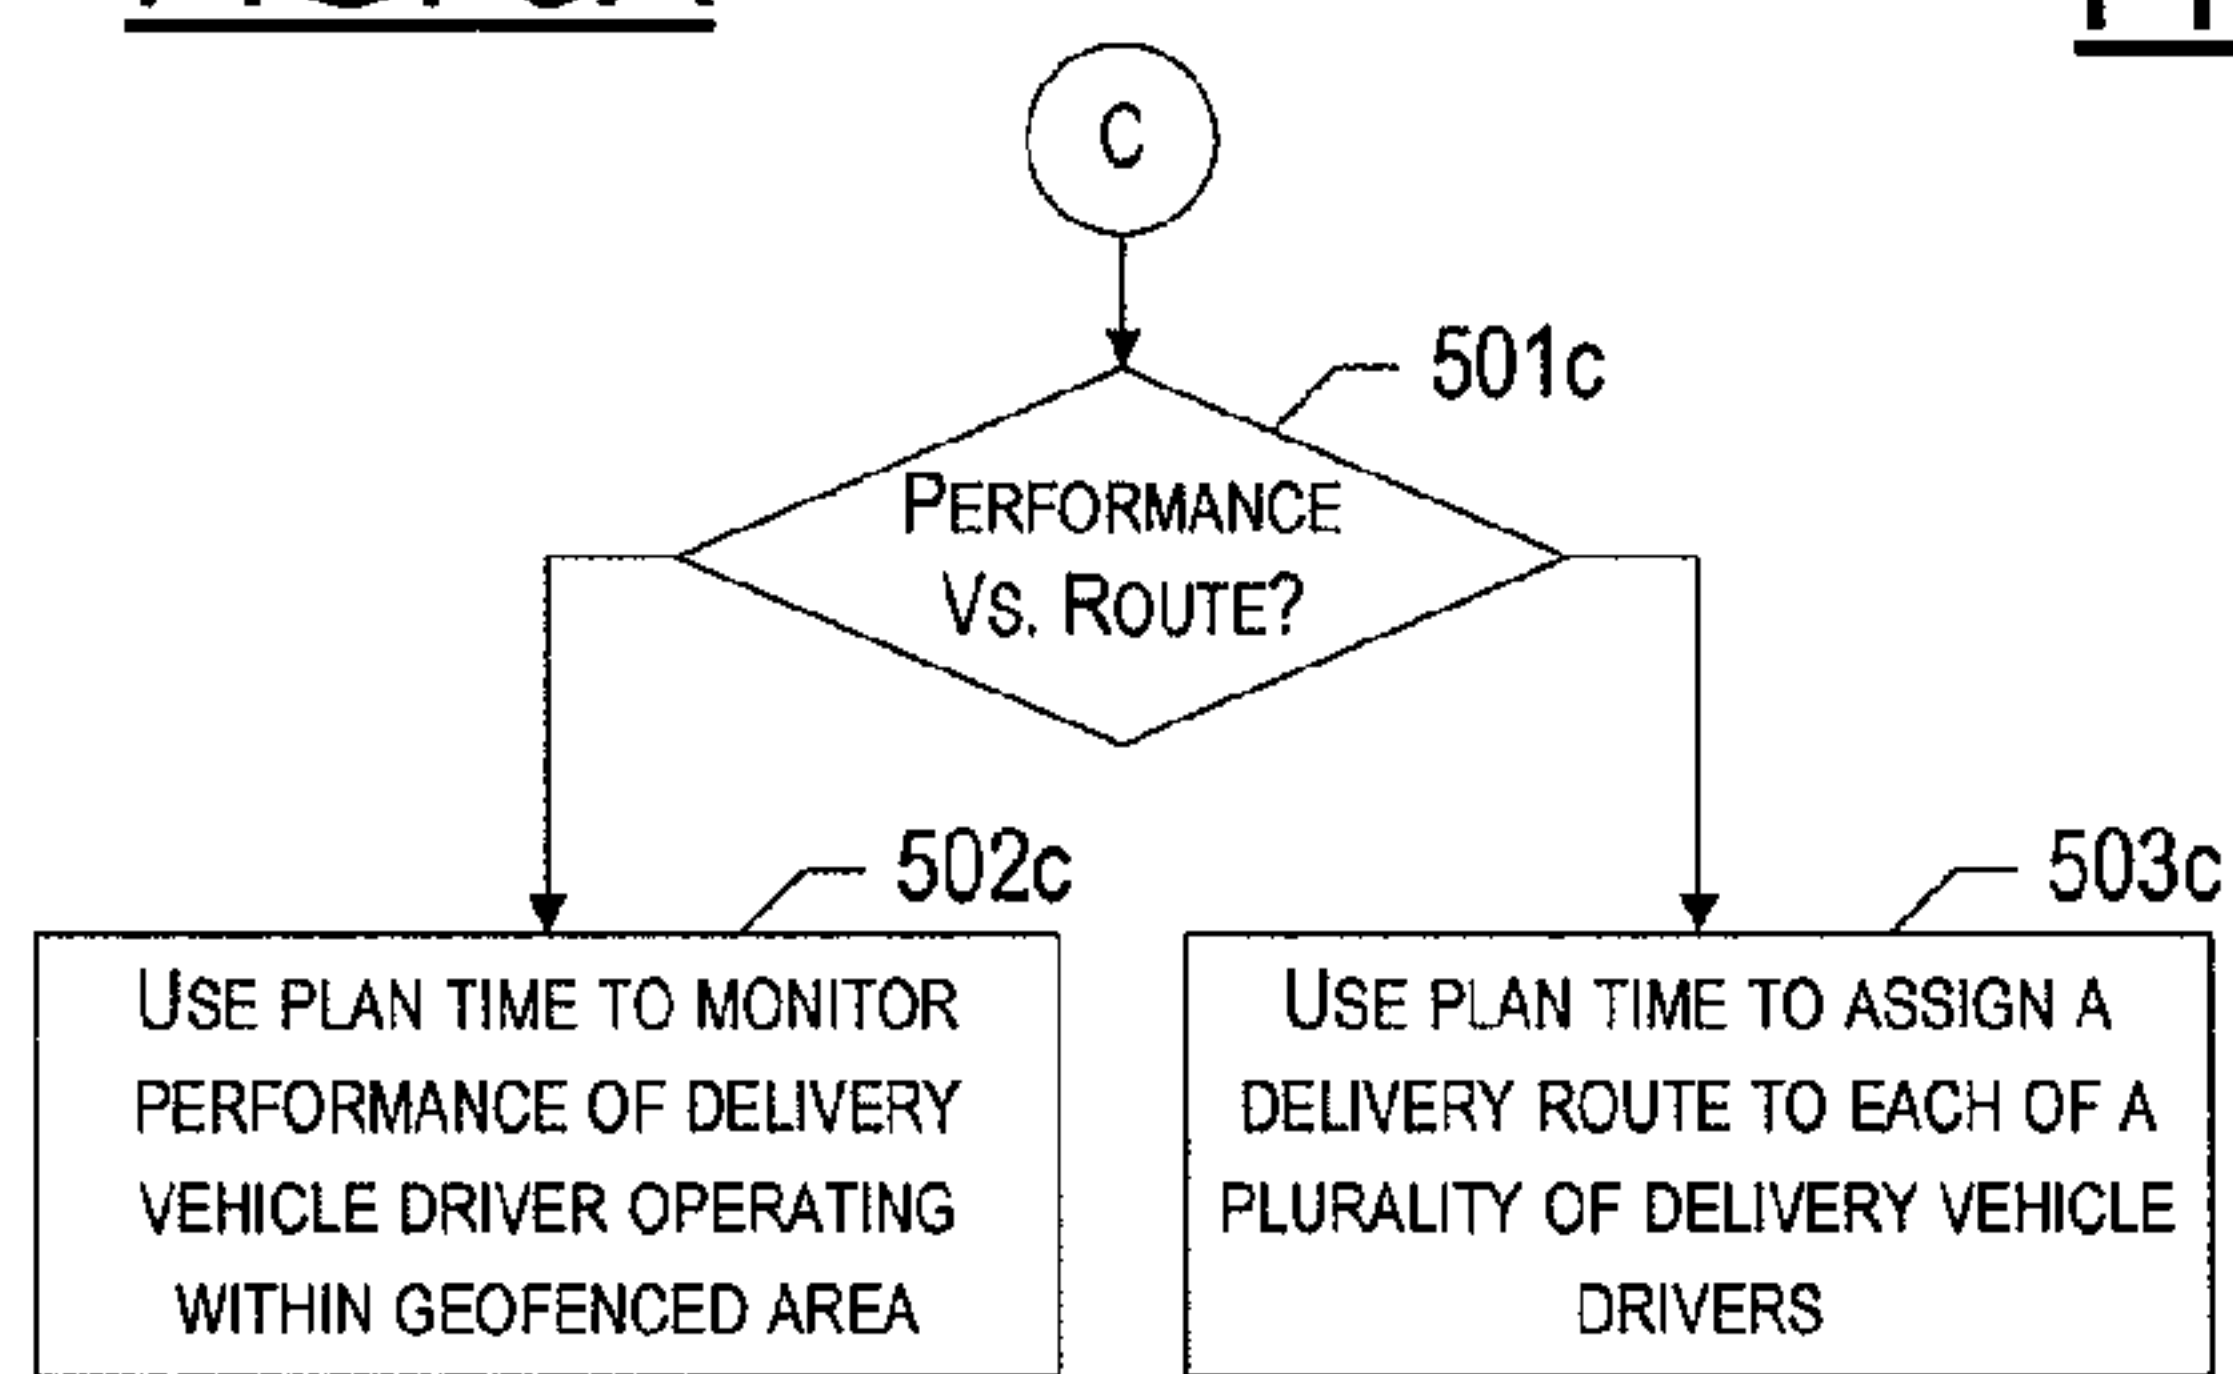 C
501c
PERFORMANCE
VS. ROUTE?
502c
503c
USE PLAN TIME TO MONITOR
PERFORMANCE OF DELIVERY
VEHICLE DRIVER OPERATING
WITHIN GEOFENCED AREA
USE PLAN TIME TO ASSIGN A
DELIVERY ROUTE TO EACH OF A
PLURALITY OF DELIVERY VEHICLE
DRIVERS